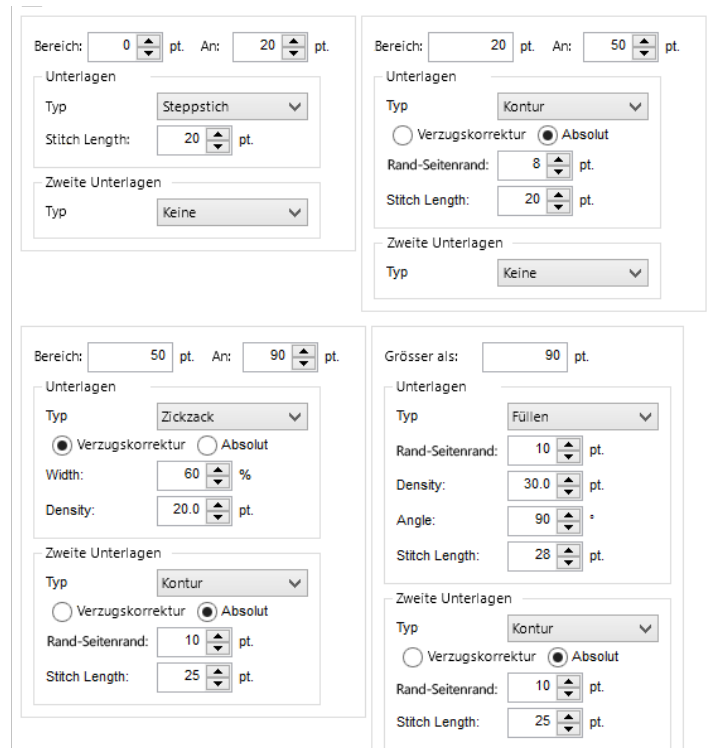 Bereich: 0 pt. An: 20 pt.
Unterlagen
Typ Steppstich
Stitch Length: 20 pt.
Zweite Unterlagen
Typ Keine
Bereich: 20 pt. An: 50 pt.
Unterlagen
Typ Kontur
Verzugskorrektur Absolut
Rand-Seitenrand: 8 pt.
Stitch Length: 20 pt.
Zweite Unterlagen
Typ Keine
Bereich: 50 pt. An: 90 pt.
Unterlagen
Typ Zickzack
Verzugskorrektur Absolut
Width: 60 %
Density: 20.0 pt.
Zweite Unterlagen
Typ Kontur
Verzugskorrektur Absolut
Rand-Seitenrand: 10 pt.
Stitch Length: 25 pt.
Grösser als: 90 pt.
Unterlagen
Typ Füllen
Rand-Seitenrand: 10 pt.
Density: 30.0 pt.
Angle: 90 °
Stitch Length: 28 pt.
Zweite Unterlagen
Typ Kontur
Verzugskorrektur Absolut
Rand-Seitenrand: 10 pt.
Stitch Length: 25 pt.